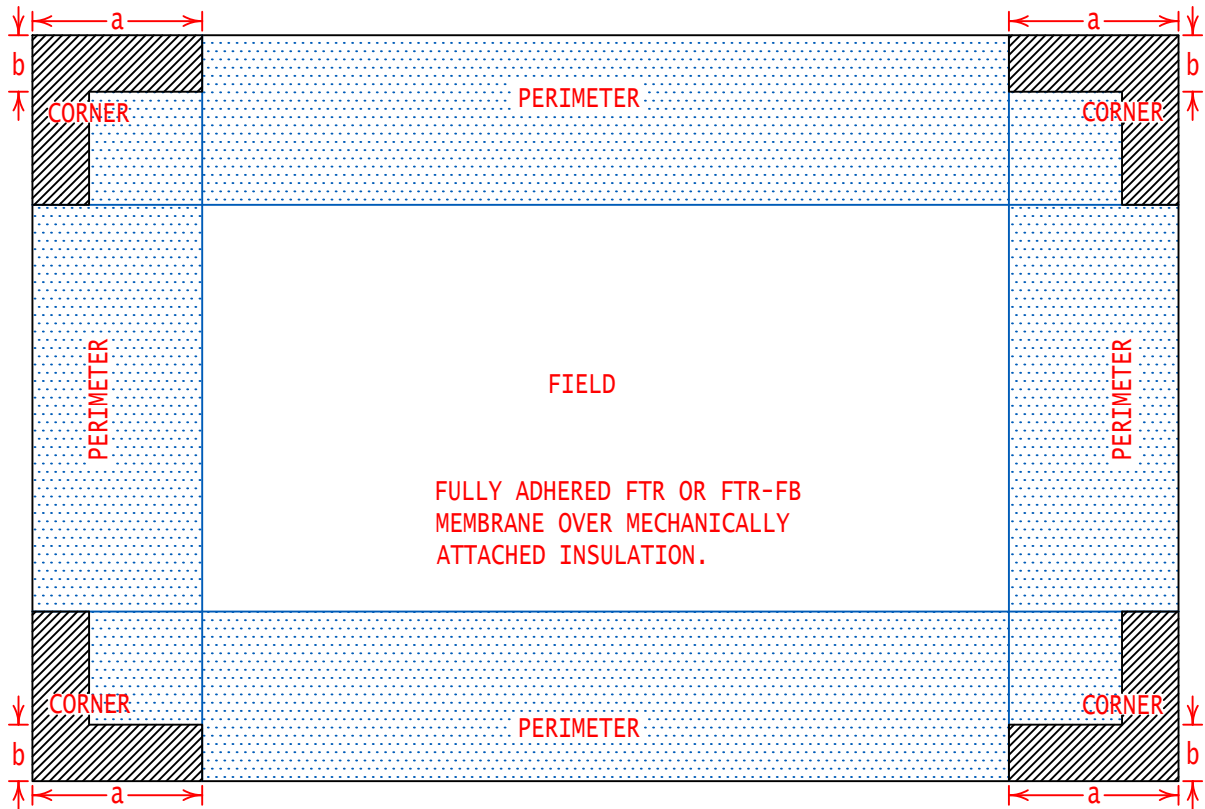 a
a
b
b
PERIMETER
CORNER
CORNER
PERIMETER
PERIMETER
FIELD
FULLY ADHERED FTR OR FTR-FB
MEMBRANE OVER MECHANICALLY
ATTACHED INSULATION.
CORNER
CORNER
PERIMETER
b
b
a
a